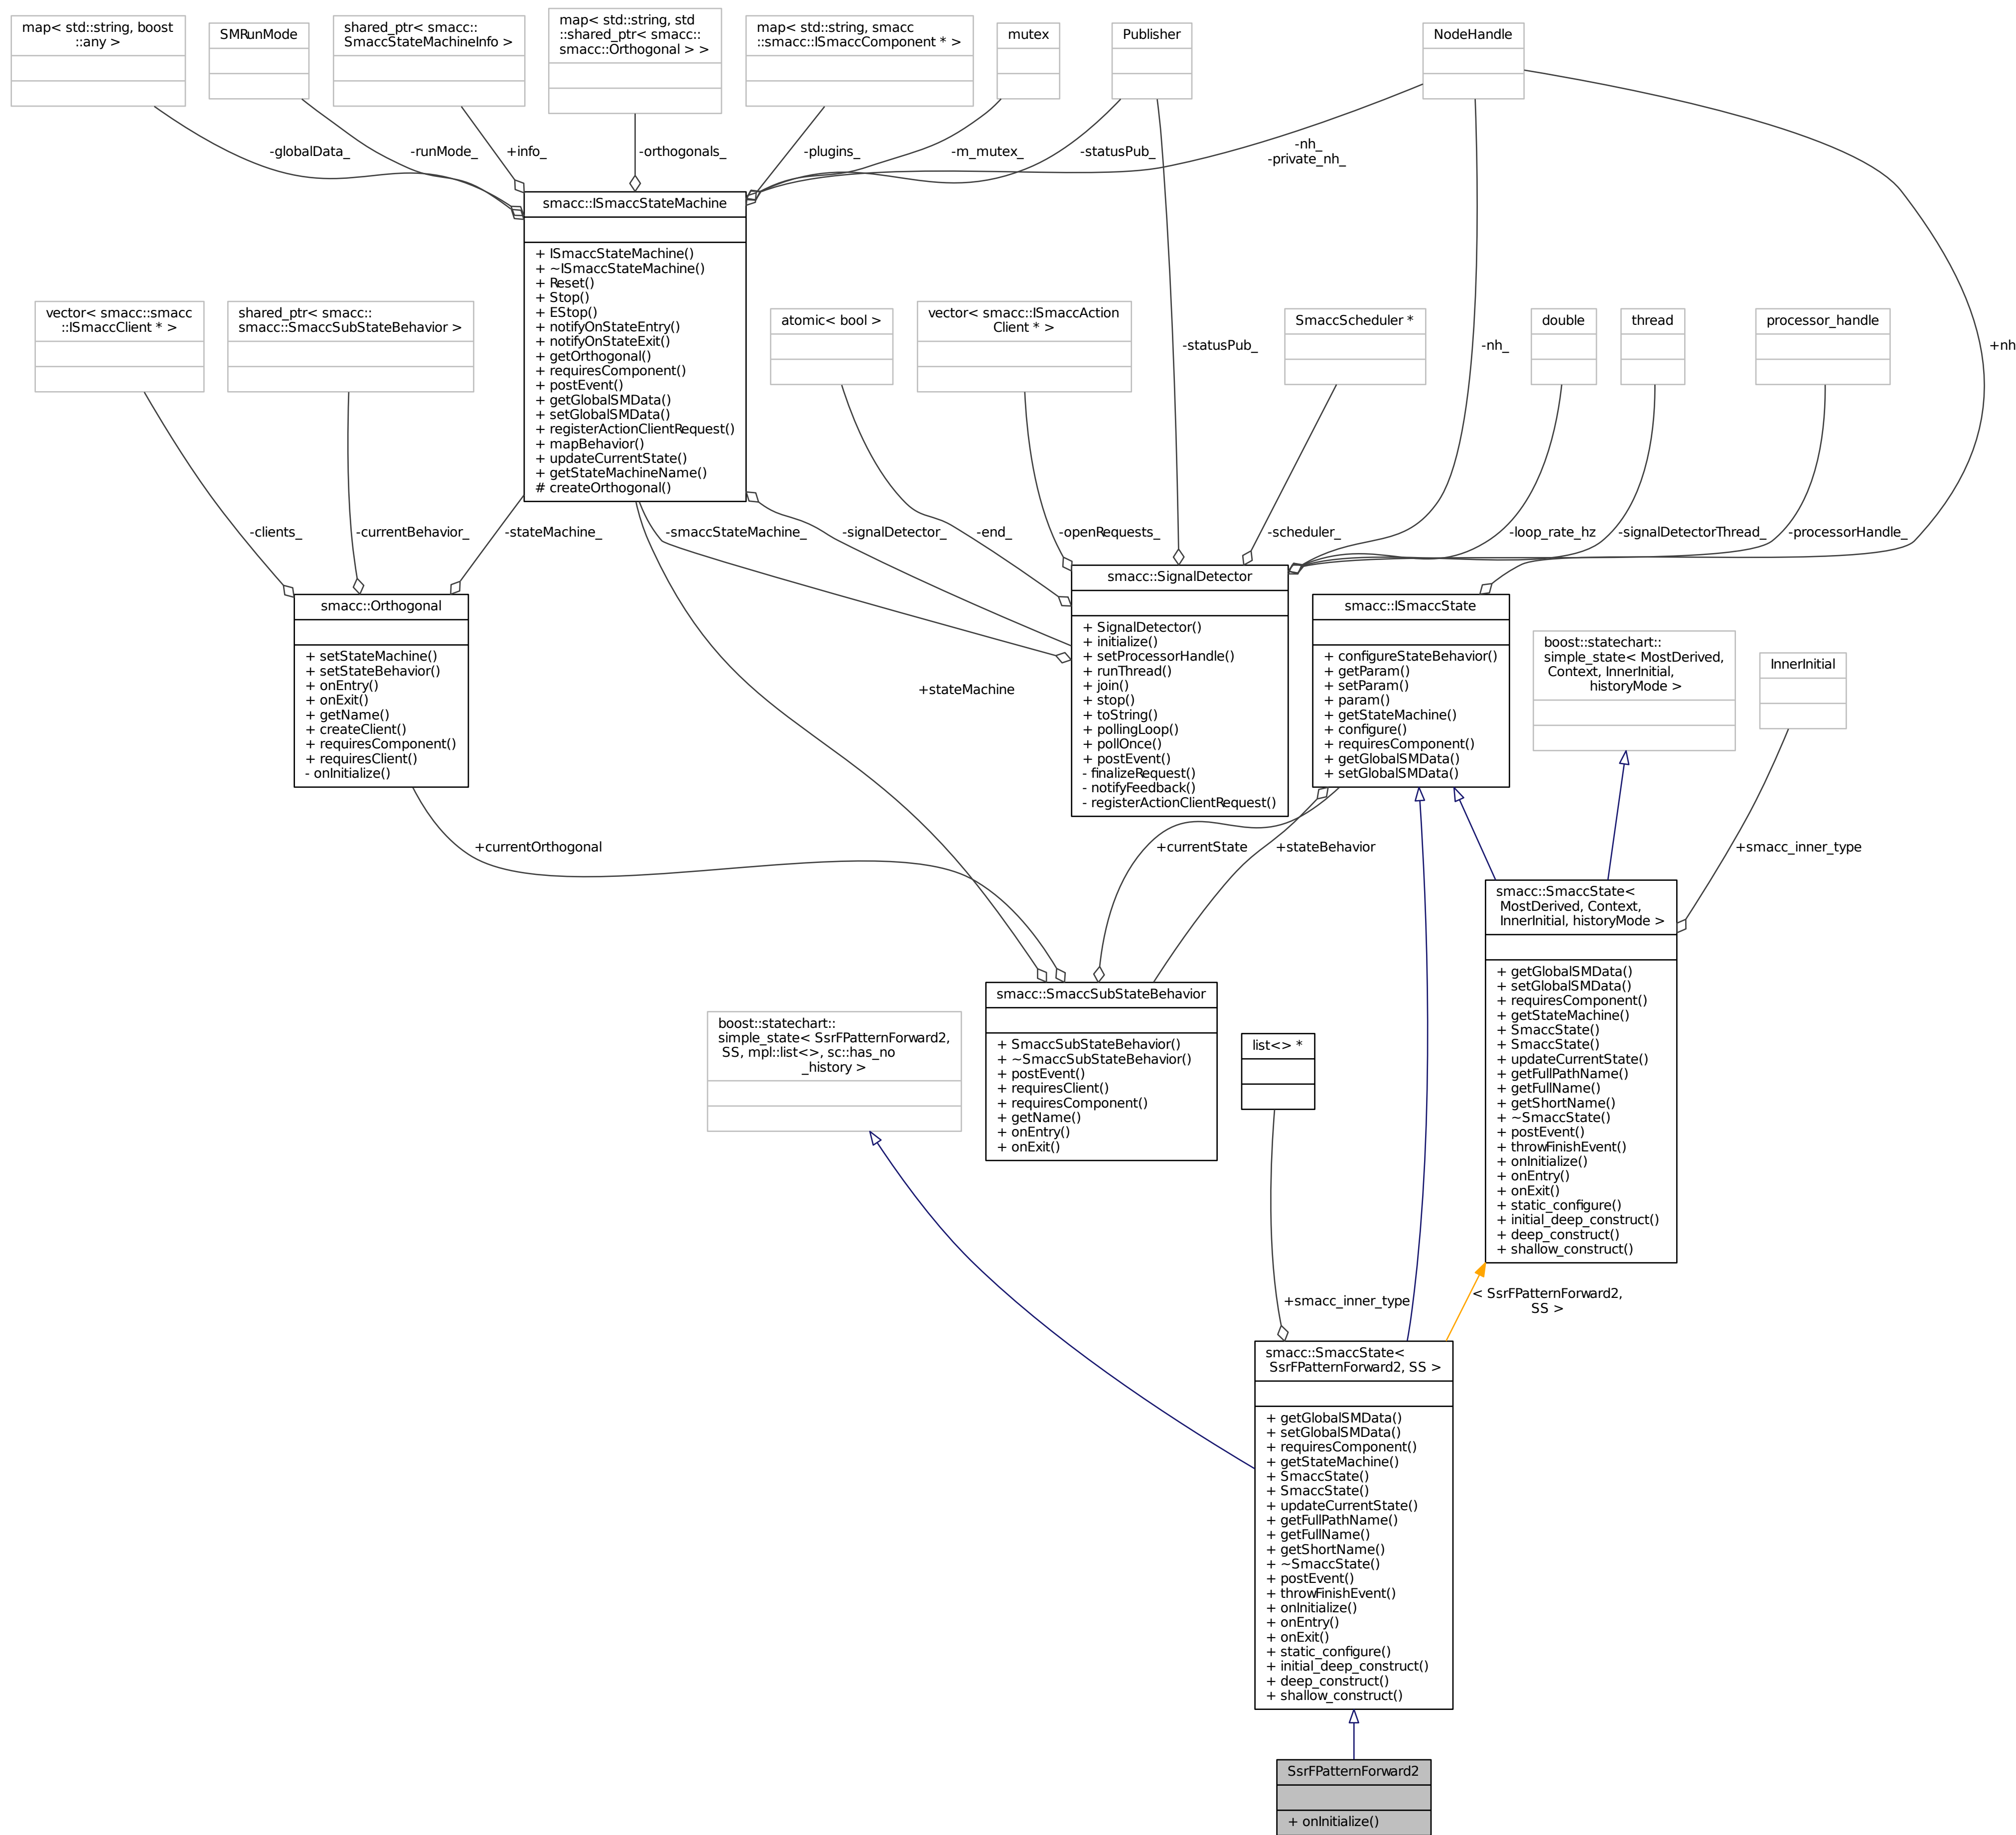 map< std::string, boost
::any >
SMRunMode
shared_ptr< smacc::
SmaccStateMachineInfo >
map< std::string, std
::shared_ptr< smacc::
smacc::Orthogonal > >
map< std::string, smacc
::smacc::ISmaccComponent * >
mutex
Publisher
NodeHandle
-globalData_
-runMode_
+info_
-orthogonals_
-plugins_
-m_mutex_
-statusPub_
-nh_
-private_nh_
smacc::ISmaccStateMachine
+ ISmaccStateMachine()
+ ~ISmaccStateMachine()
+ Reset()
+ Stop()
+ EStop()
+ notifyOnStateEntry()
+ notifyOnStateExit()
+ getOrthogonal()
+ requiresComponent()
+ postEvent()
+ getGlobalSMData()
+ setGlobalSMData()
+ registerActionClientRequest()
+ mapBehavior()
+ updateCurrentState()
+ getStateMachineName()
# createOrthogonal()
vector< smacc::smacc
::ISmaccClient * >
shared_ptr< smacc::
smacc::SmaccSubStateBehavior >
atomic< bool >
vector< smacc::ISmaccAction
Client * >
SmaccScheduler *
double
thread
processor_handle
-statusPub_
-nh_
+nh
-clients_
-currentBehavior_
-stateMachine_
-smaccStateMachine_
-signalDetector_
-end_
-openRequests_
-scheduler_
-loop_rate_hz
-signalDetectorThread_
-processorHandle_
smacc::Orthogonal
+ setStateMachine()
+ setStateBehavior()
+ onEntry()
+ onExit()
+ getName()
+ createClient()
+ requiresComponent()
+ requiresClient()
- onInitialize()
smacc::SignalDetector
+ SignalDetector()
+ initialize()
+ setProcessorHandle()
+ runThread()
+ join()
+ stop()
+ toString()
+ pollingLoop()
+ pollOnce()
+ postEvent()
- finalizeRequest()
- notifyFeedback()
- registerActionClientRequest()
smacc::ISmaccState
+ configureStateBehavior()
+ getParam()
+ setParam()
+ param()
+ getStateMachine()
+ configure()
+ requiresComponent()
+ getGlobalSMData()
+ setGlobalSMData()
boost::statechart::
simple_state< MostDerived,
Context, InnerInitial,
historyMode >
InnerInitial
+stateMachine
+currentOrthogonal
+currentState
+stateBehavior
+smacc_inner_type
smacc::SmaccState<
MostDerived, Context,
InnerInitial, historyMode >
+ getGlobalSMData()
+ setGlobalSMData()
+ requiresComponent()
+ getStateMachine()
+ SmaccState()
+ SmaccState()
+ updateCurrentState()
+ getFullPathName()
+ getFullName()
+ getShortName()
+ ~SmaccState()
+ postEvent()
+ throwFinishEvent()
+ onInitialize()
+ onEntry()
+ onExit()
+ static_configure()
+ initial_deep_construct()
+ deep_construct()
+ shallow_construct()
smacc::SmaccSubStateBehavior
+ SmaccSubStateBehavior()
+ ~SmaccSubStateBehavior()
+ postEvent()
+ requiresClient()
+ requiresComponent()
+ getName()
+ onEntry()
+ onExit()
boost::statechart::
simple_state< SsrFPatternForward2,
SS, mpl::list<>, sc::has_no
_history >
list<> *
+smacc_inner_type
< SsrFPatternForward2,
SS >
smacc::SmaccState<
SsrFPatternForward2, SS >
+ getGlobalSMData()
+ setGlobalSMData()
+ requiresComponent()
+ getStateMachine()
+ SmaccState()
+ SmaccState()
+ updateCurrentState()
+ getFullPathName()
+ getFullName()
+ getShortName()
+ ~SmaccState()
+ postEvent()
+ throwFinishEvent()
+ onInitialize()
+ onEntry()
+ onExit()
+ static_configure()
+ initial_deep_construct()
+ deep_construct()
+ shallow_construct()
SsrFPatternForward2
+ onInitialize()